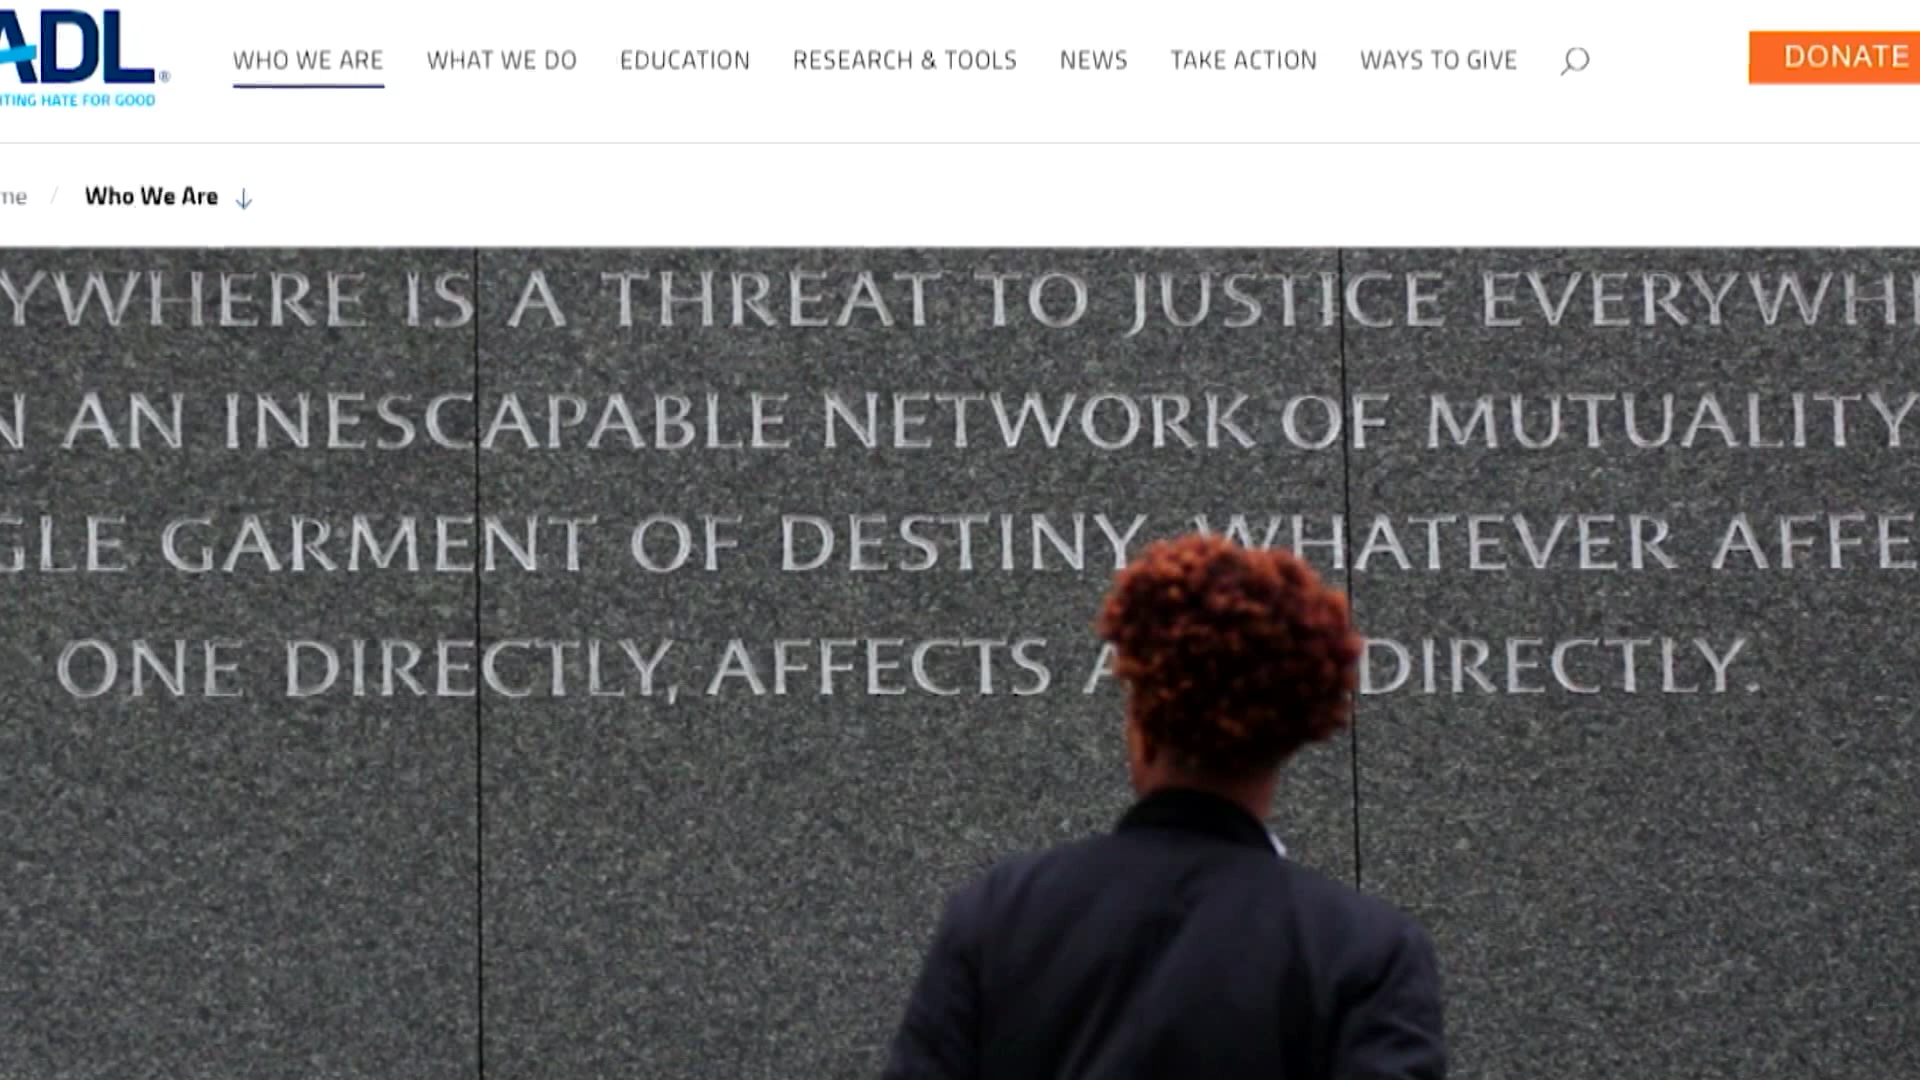 ADL®
TING HATE FOR GOOD
WHO WE ARE WHAT WE DO EDUCATION RESEARCH & TOOLS NEWS TAKE ACTION WAYS TO GIVE
DONATE
me / Who We Are ↓
YWHERE IS A THREAT TO JUSTICE EVERYWH
N AN INESCAPABLE NETWORK OF MUTUALITY
GLE GARMENT OF DESTINY WHATEVER AFFE
ONE DIRECTLY, AFFECTS A DIRECTLY.